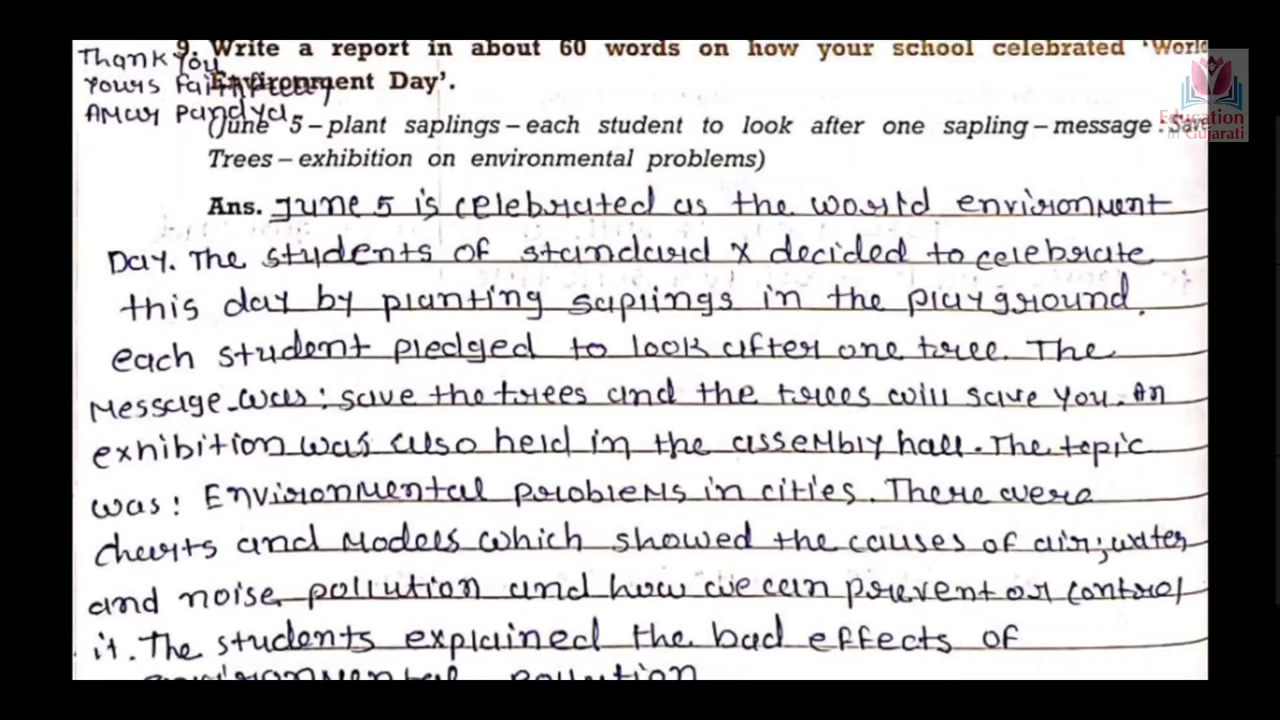 Thank you
9. Write a report in about 60 words on how your school celebrated 'World
Yours Faithfully
Environment Day'.
Amar Pandya
(June 5 – plant saplings – each student to look after one sapling – message : Save
Trees – exhibition on environmental problems)
Education
in Gujarati
Ans. June 5 is celebrated as the world environment
Day. The students of standard X decided to celebrate
this day by planting saplings in the playground.
each student pledged to look after one tree. The
Message was: save the trees and the trees will save you. An
exhibition was also held in the assembly hall. The topic
was: Environmental problems in cities. There were
charts and Models which showed the causes of air, water
and noise pollution and how we can prevent or control
it. The students explained the bad effects of
environmental pollution